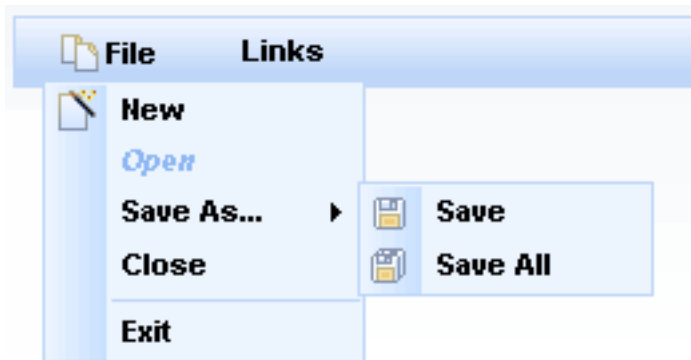 File Links
New
Open
Save As...
Save
Close
Save All
Exit